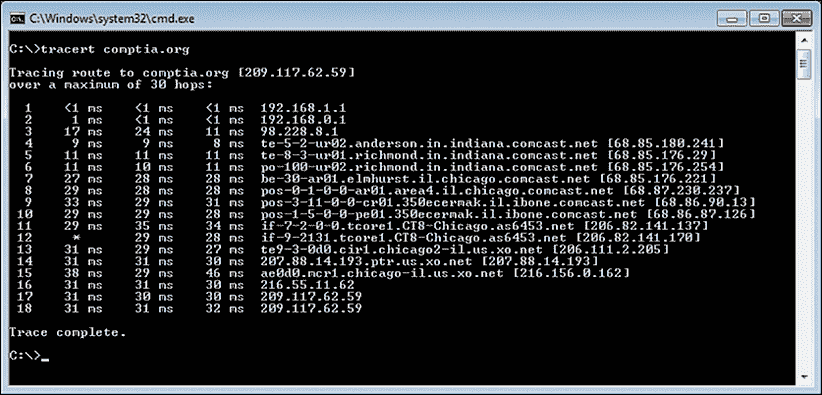 C:\Windows\system32\cmd.exe
C:\>tracert comptia.org
Tracing route to comptia.org [209.117.62.59]
over a maximum of 30 hops:
1 <1 ms <1 ms <1 ms 192.168.1.1
2 1 ms <1 ms <1 ms 192.168.0.1
3 17 ms 24 ms 11 ms 98.228.8.1
4 9 ms 9 ms 8 ms te-5-2-ur02.anderson.in.indiana.comcast.net [68.85.180.241]
5 11 ms 11 ms 11 ms te-8-3-ur01.richmond.in.indiana.comcast.net [68.85.176.29]
6 11 ms 10 ms 11 ms po-100-ur02.richmond.in.indiana.comcast.net [68.85.176.254]
7 27 ms 28 ms 28 ms be-30-ar01.elmhurst.il.chicago.comcast.net [68.85.176.221]
8 29 ms 28 ms 28 ms pos-0-1-0-0-ar01.area4.il.chicago.comcast.net [68.87.230.237]
9 33 ms 29 ms 31 ms pos-3-11-0-0-cr01.350ecermak.il.ibone.comcast.net [68.86.90.13]
10 29 ms 29 ms 28 ms pos-1-5-0-0-pe01.350ecermak.il.ibone.comcast.net [68.86.87.126]
11 29 ms 35 ms 34 ms if-7-2-0-0.tcore1.CT8-Chicago.as6453.net [206.82.141.137]
12 * 29 ms 28 ms if-9-2131.tcore1.CT8-Chicago.as6453.net [206.82.141.170]
13 31 ms 29 ms 27 ms te9-3-0d0.cir1.chicago2-il.us.xo.net [206.111.2.205]
14 31 ms 31 ms 30 ms 207.88.14.193.ptr.us.xo.net [207.88.14.193]
15 38 ms 29 ms 46 ms ae0d0.mcr1.chicago-il.us.xo.net [216.156.0.162]
16 31 ms 31 ms 30 ms 216.55.11.62
17 31 ms 30 ms 30 ms 209.117.62.59
18 31 ms 31 ms 32 ms 209.117.62.59
Trace complete.
C:\>_